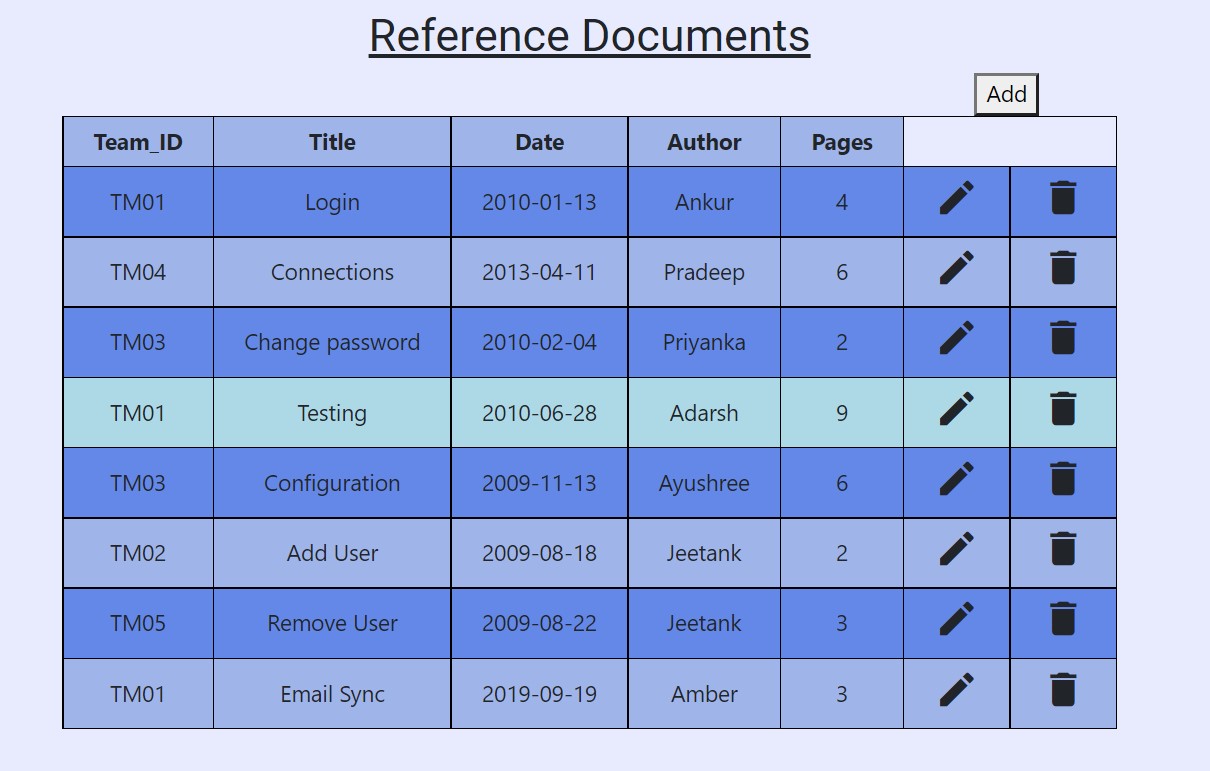 Reference Documents
Add
Team_ID Title Date Author Pages
TM01 Login 2010-01-13 Ankur 4
TM04 Connections 2013-04-11 Pradeep 6
TM03 Change password 2010-02-04 Priyanka 2
TM01 Testing 2010-06-28 Adarsh 9
TM03 Configuration 2009-11-13 Ayushree 6
TM02 Add User 2009-08-18 Jeetank 2
TM05 Remove User 2009-08-22 Jeetank 3
TM01 Email Sync 2019-09-19 Amber 3